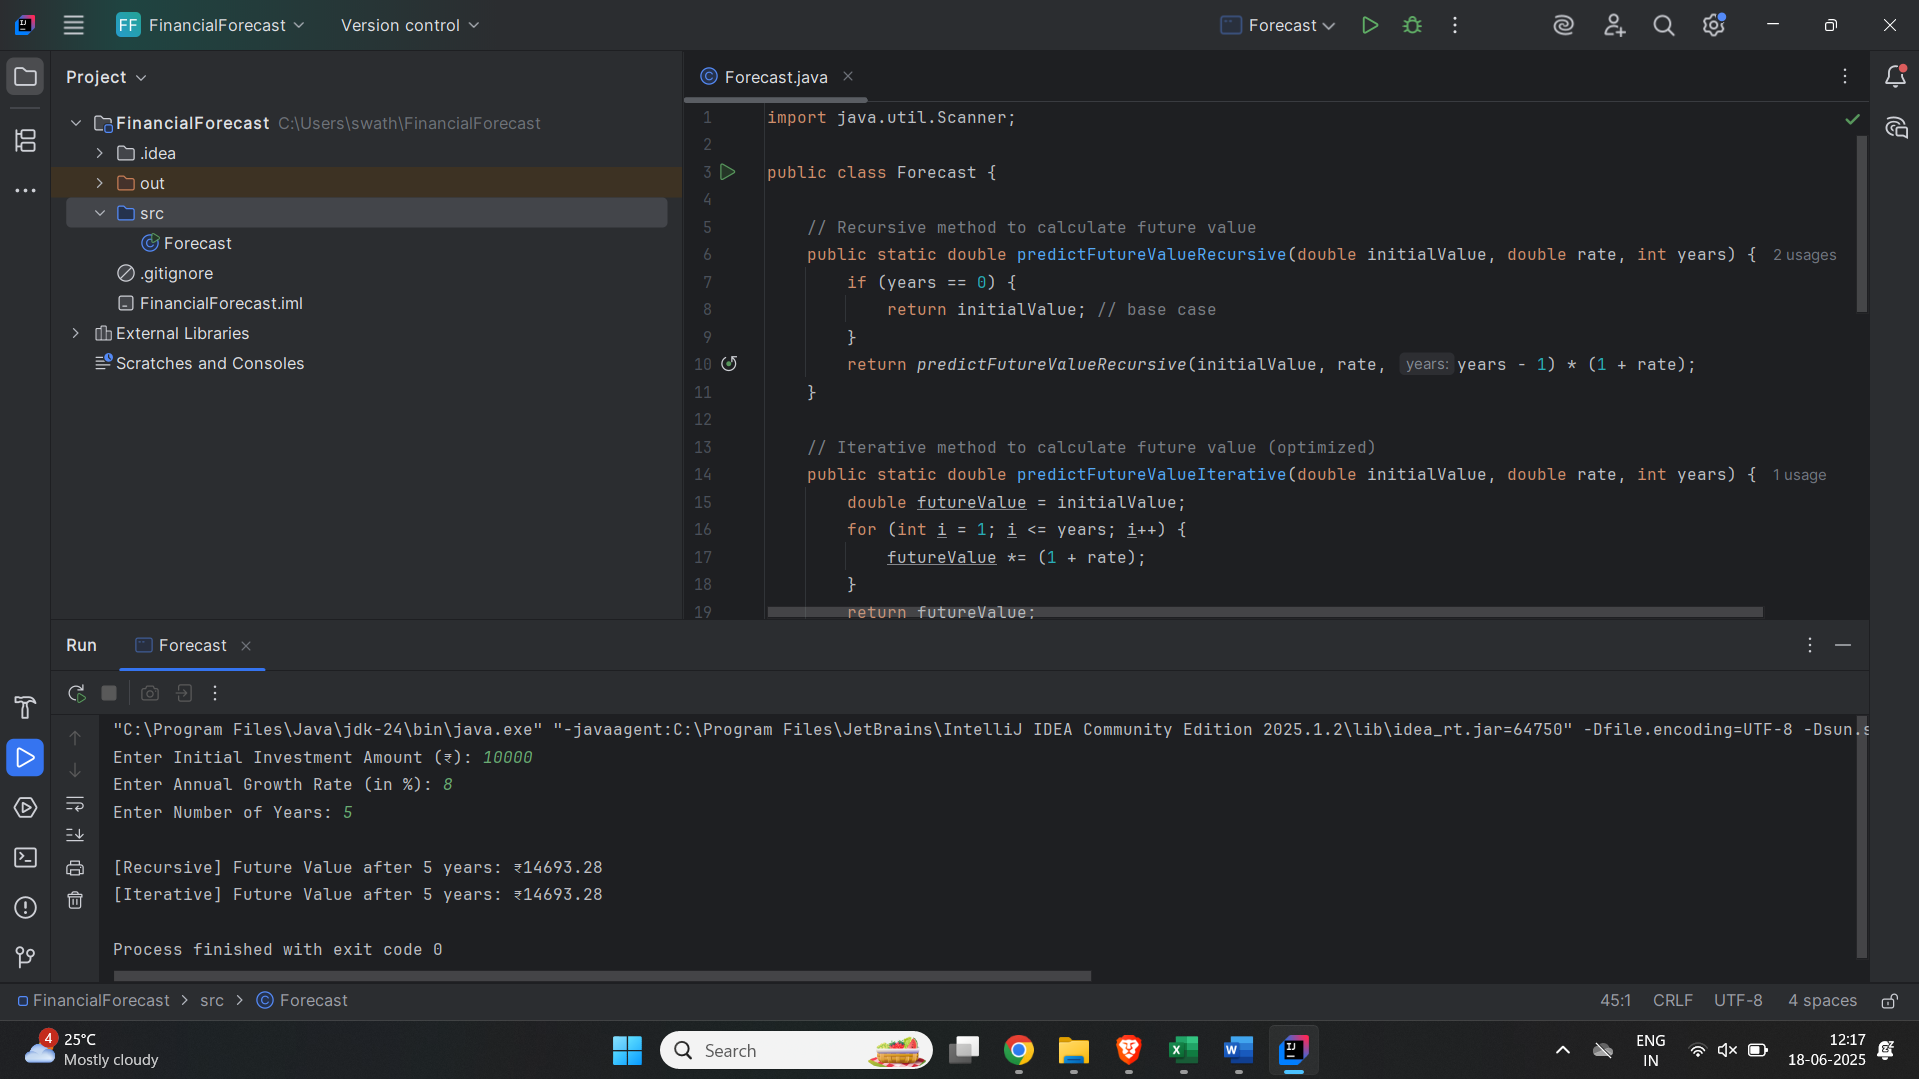 FF FinancialForecast Version control Forecast
Project
FinancialForecast C:\Users\swath\FinancialForecast
.idea
out
src
Forecast
.gitignore
FinancialForecast.iml
External Libraries
Scratches and Consoles
Forecast.java
1 import java.util.Scanner;
2
3 public class Forecast {
4
5 // Recursive method to calculate future value
6 public static double predictFutureValueRecursive(double initialValue, double rate, int years) { 2 usages
7 if (years == 0) {
8 return initialValue; // base case
9 }
10 return predictFutureValueRecursive(initialValue, rate, years: years - 1) * (1 + rate);
11 }
12
13 // Iterative method to calculate future value (optimized)
14 public static double predictFutureValueIterative(double initialValue, double rate, int years) { 1 usage
15 double futureValue = initialValue;
16 for (int i = 1; i <= years; i++) {
17 futureValue *= (1 + rate);
18 }
19 return futureValue;
Run Forecast
"C:\Program Files\Java\jdk-24\bin\java.exe" "-javaagent:C:\Program Files\JetBrains\IntelliJ IDEA Community Edition 2025.1.2\lib\idea_rt.jar=64750" -Dfile.encoding=UTF-8 -Dsun.s
Enter Initial Investment Amount (₹): 10000
Enter Annual Growth Rate (in %): 8
Enter Number of Years: 5
[Recursive] Future Value after 5 years: ₹14693.28
[Iterative] Future Value after 5 years: ₹14693.28
Process finished with exit code 0
FinancialForecast > src > Forecast
45:1 CRLF UTF-8 4 spaces
4 25°C
Mostly cloudy
Search
ENG
IN
12:17
18-06-2025